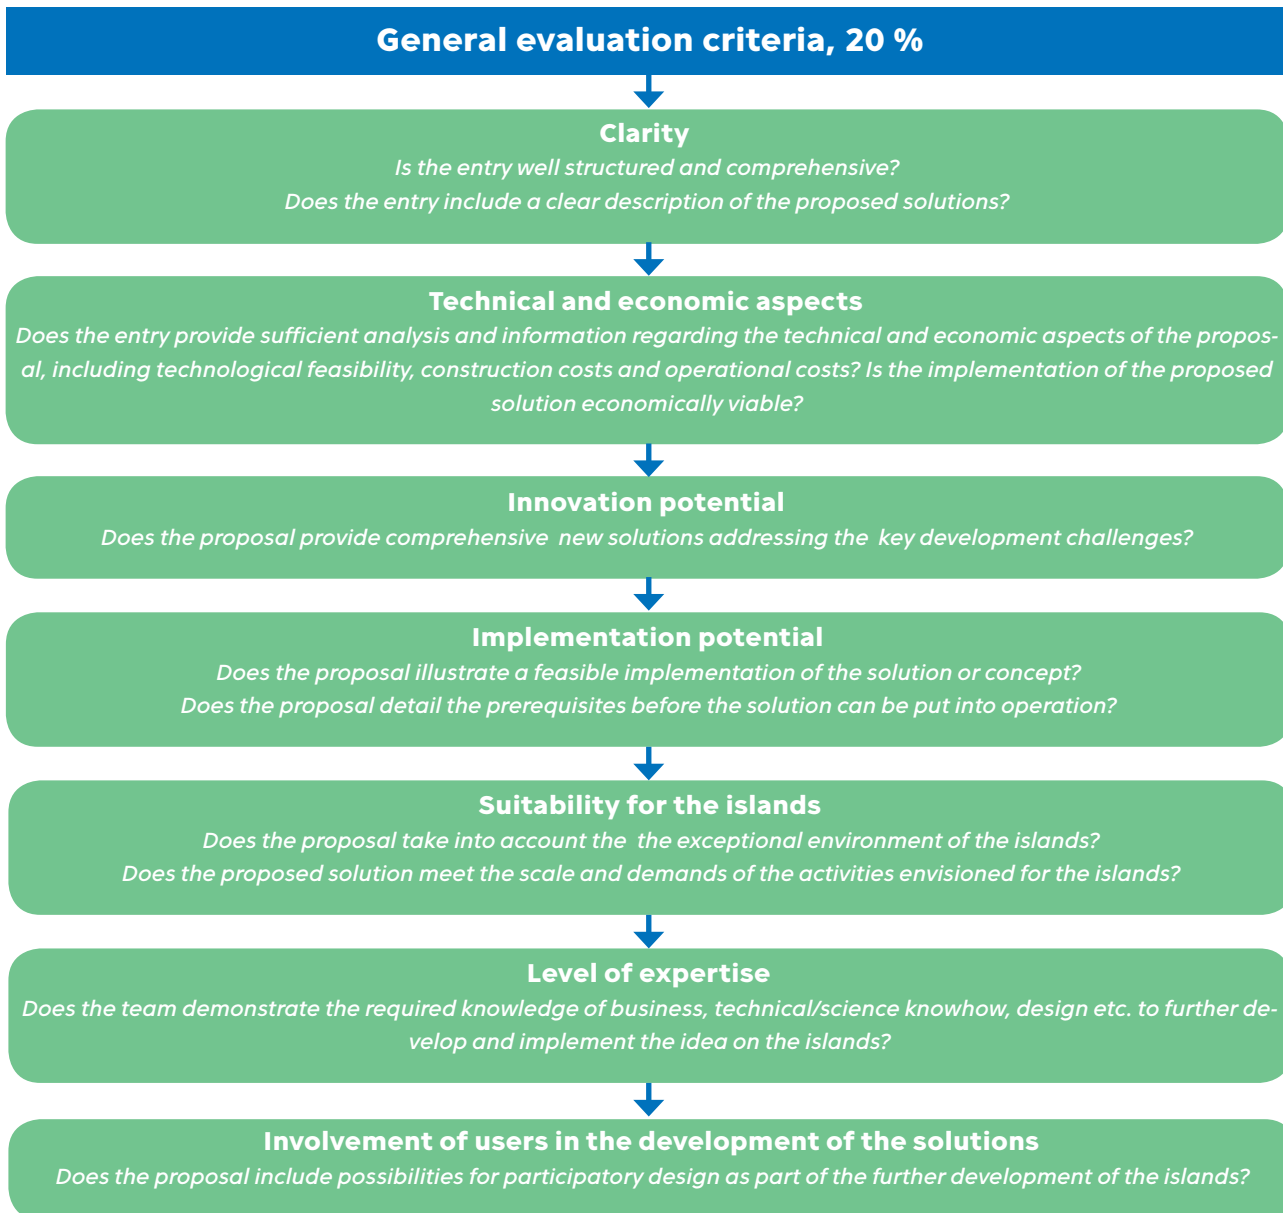 General evaluation criteria, 20 %
Clarity
Is the entry well structured and comprehensive?
Does the entry include a clear description of the proposed solutions?
Technical and economic aspects
Does the entry provide sufficient analysis and information regarding the technical and economic aspects of the propos-
al, including technological feasibility, construction costs and operational costs? Is the implementation of the proposed
solution economically viable?
Innovation potential
Does the proposal provide comprehensive  new solutions addressing the  key development challenges?
Implementation potential
Does the proposal illustrate a feasible implementation of the solution or concept?
Does the proposal detail the prerequisites before the solution can be put into operation?
Suitability for the islands
Does the proposal take into account the  the exceptional environment of the islands?
Does the proposed solution meet the scale and demands of the activities envisioned for the islands?
Level of expertise
Does the team demonstrate the required knowledge of business, technical/science knowhow, design etc. to further de-
velop and implement the idea on the islands?
Involvement of users in the development of the solutions
Does the proposal include possibilities for participatory design as part of the further development of the islands?